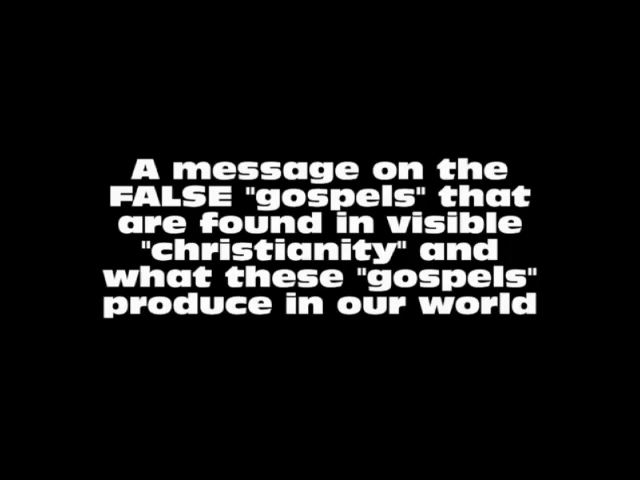 A message on the
FALSE "gospels" that
are found in visible
"christianity" and
what these "gospels"
produce in our world